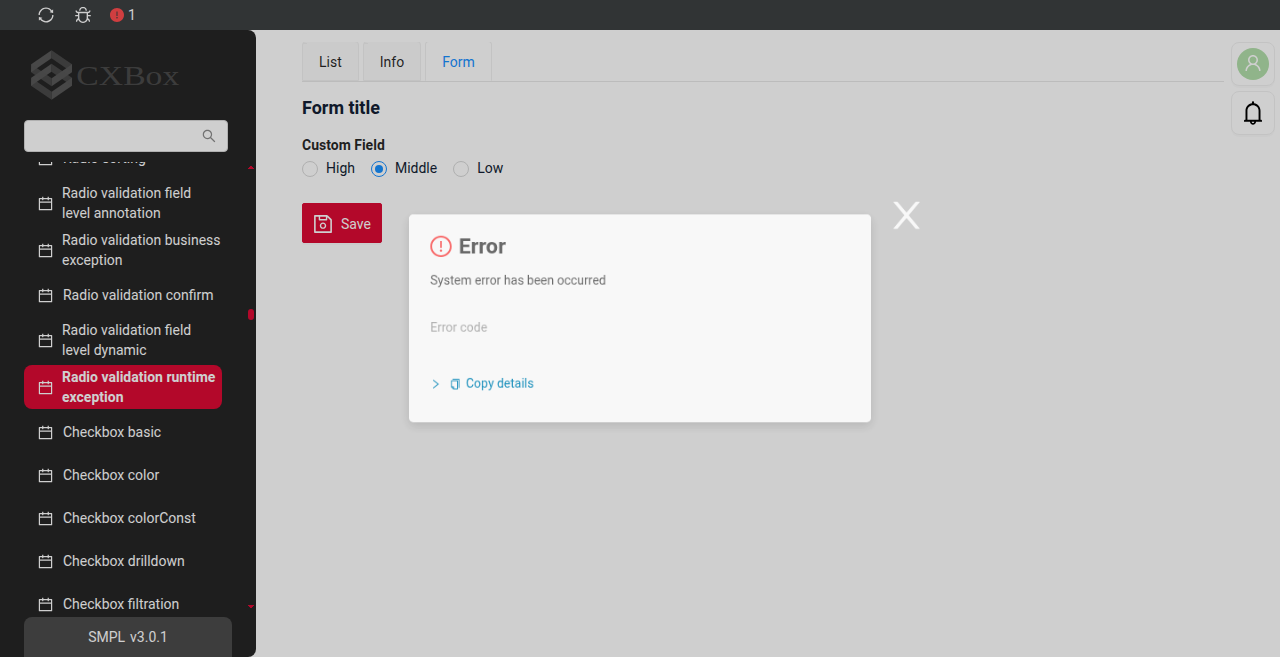 1
CXBox
Radio sorting
Radio validation field
level annotation
Radio validation business
exception
Radio validation confirm
Radio validation field
level dynamic
Radio validation runtime
exception
Checkbox basic
Checkbox color
Checkbox colorConst
Checkbox drilldown
Checkbox filtration
SMPL v3.0.1
List Info Form
Form title
Custom Field
High Middle Low
Save
Error
System error has been occurred
Error code
Copy details